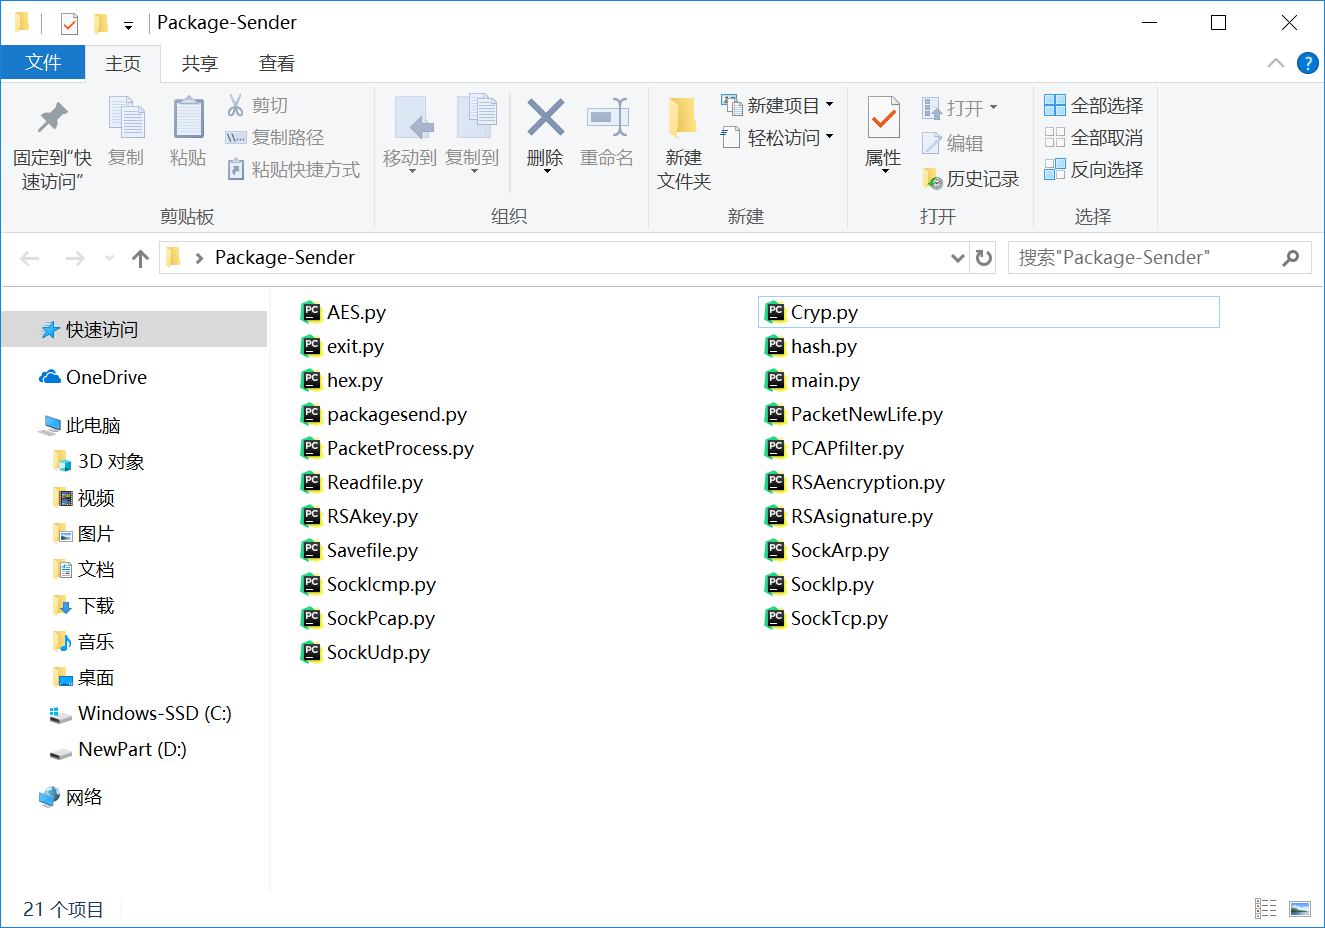 Package-Sender
文件 主页 共享 查看
固定到"快速访问"
复制
粘贴
剪切
复制路径
粘贴快捷方式
剪贴板
移动到
复制到
删除
重命名
组织
新建文件夹
新建项目
轻松访问
新建
属性
打开
编辑
历史记录
打开
全部选择
全部取消
反向选择
选择
Package-Sender
搜索"Package-Sender"
快速访问
OneDrive
此电脑
3D 对象
视频
图片
文档
下载
音乐
桌面
Windows-SSD (C:)
NewPart (D:)
网络
AES.py
Cryp.py
exit.py
hash.py
hex.py
main.py
packagesend.py
PacketNewLife.py
PacketProcess.py
PCAPfilter.py
Readfile.py
RSAencryption.py
RSAkey.py
RSAsignature.py
Savefile.py
SockArp.py
SockIcmp.py
SockIp.py
SockPcap.py
SockTcp.py
SockUdp.py
21 个项目